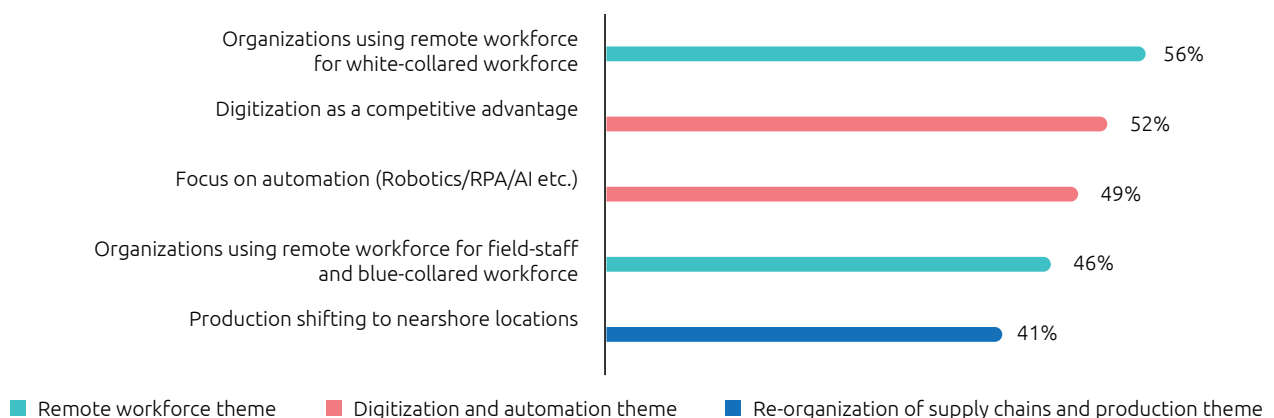 Organizations using remote workforce
for white-collared workforce
56%
Digitization as a competitive advantage
52%
Focus on automation (Robotics/RPA/AI etc.)
49%
Organizations using remote workforce for field-staff
and blue-collared workforce
46%
Production shifting to nearshore locations
41%
Remote workforce theme
Digitization and automation theme
Re-organization of supply chains and production theme